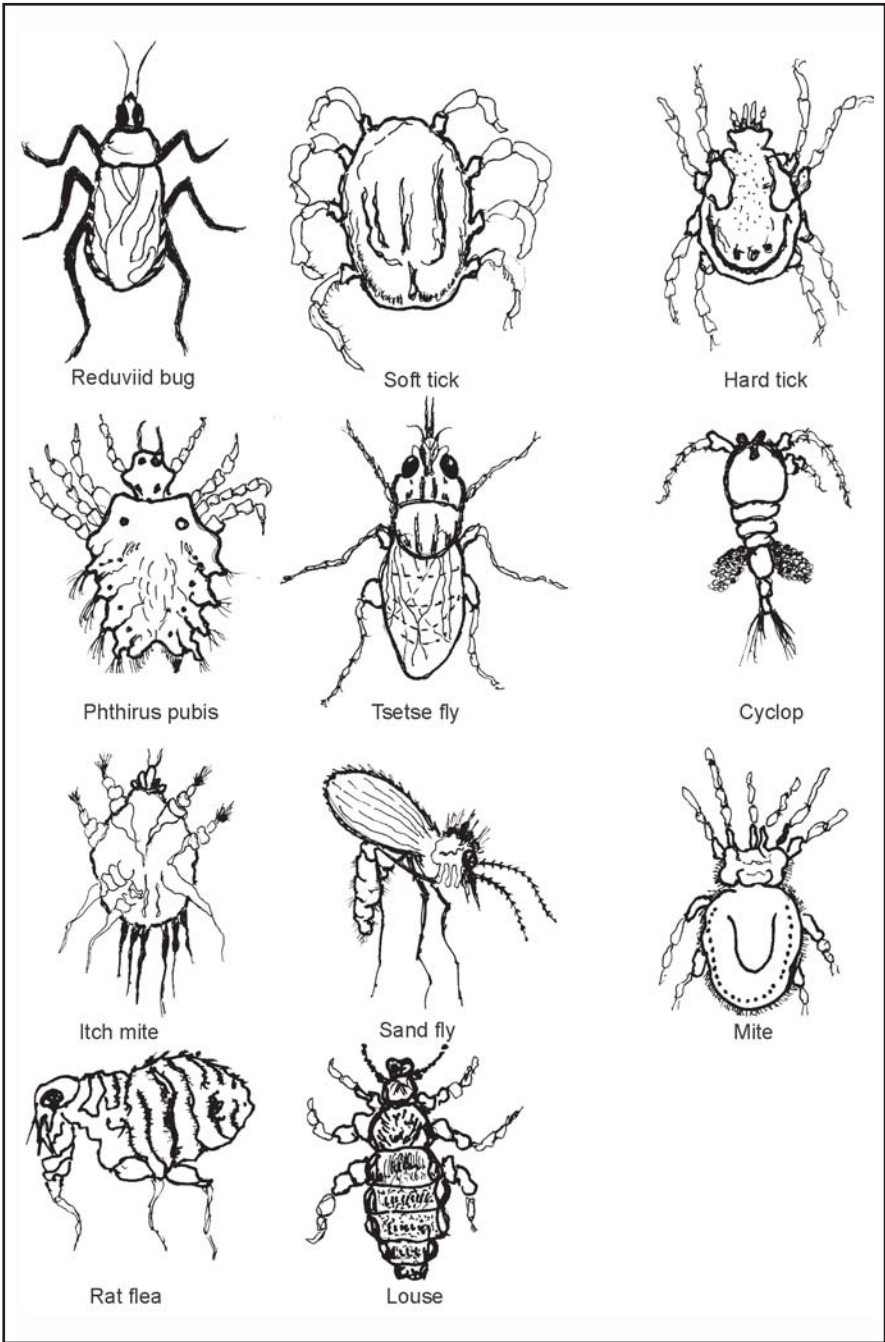 Reduviid bug
Soft tick
Hard tick
Phthirus pubis
Tsetse fly
Cyclop
Itch mite
Sand fly
Mite
Rat flea
Louse